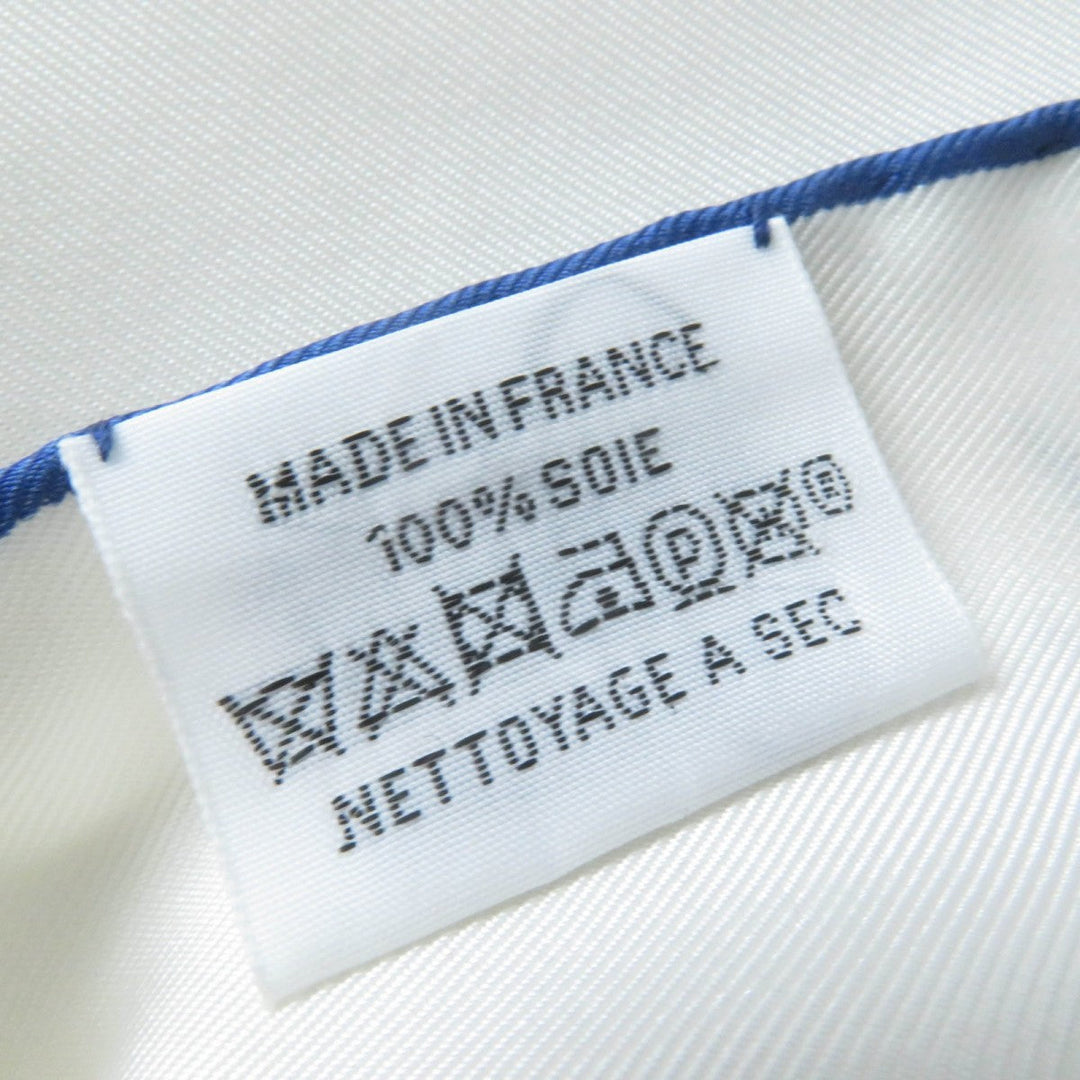 MADE IN FRANCE
100% SOIE
P ®
NETTOYAGE A SEC